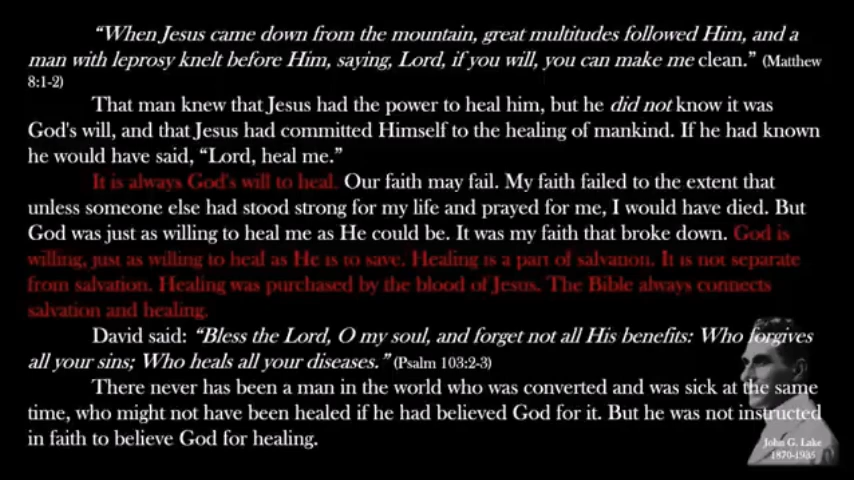 “When Jesus came down from the mountain, great multitudes followed Him, and a
man with leprosy knelt before Him, saying, Lord, if you will, you can make me clean.” (Matthew
8:1-2)
That man knew that Jesus had the power to heal him, but he did not know it was
God's will, and that Jesus had committed Himself to the healing of mankind. If he had known
he would have said, “Lord, heal me.”
It is always God's will to heal. Our faith may fail. My faith failed to the extent that
unless someone else had stood strong for my life and prayed for me, I would have died. But
God was just as willing to heal me as He could be. It was my faith that broke down. God is
willing, just as willing to heal as He is to save. Healing is a part of salvation. It is not separate
from salvation. Healing was purchased by the blood of Jesus. The Bible always connects
salvation and healing.
David said: “Bless the Lord, O my soul, and forget not all His benefits: Who forgives
all your sins; Who heals all your diseases.” (Psalm 103:2-3)
There never has been a man in the world who was converted and was sick at the same
time, who might not have been healed if he had believed God for it. But he was not instructed
in faith to believe God for healing.
John G. Lake
1870-1935